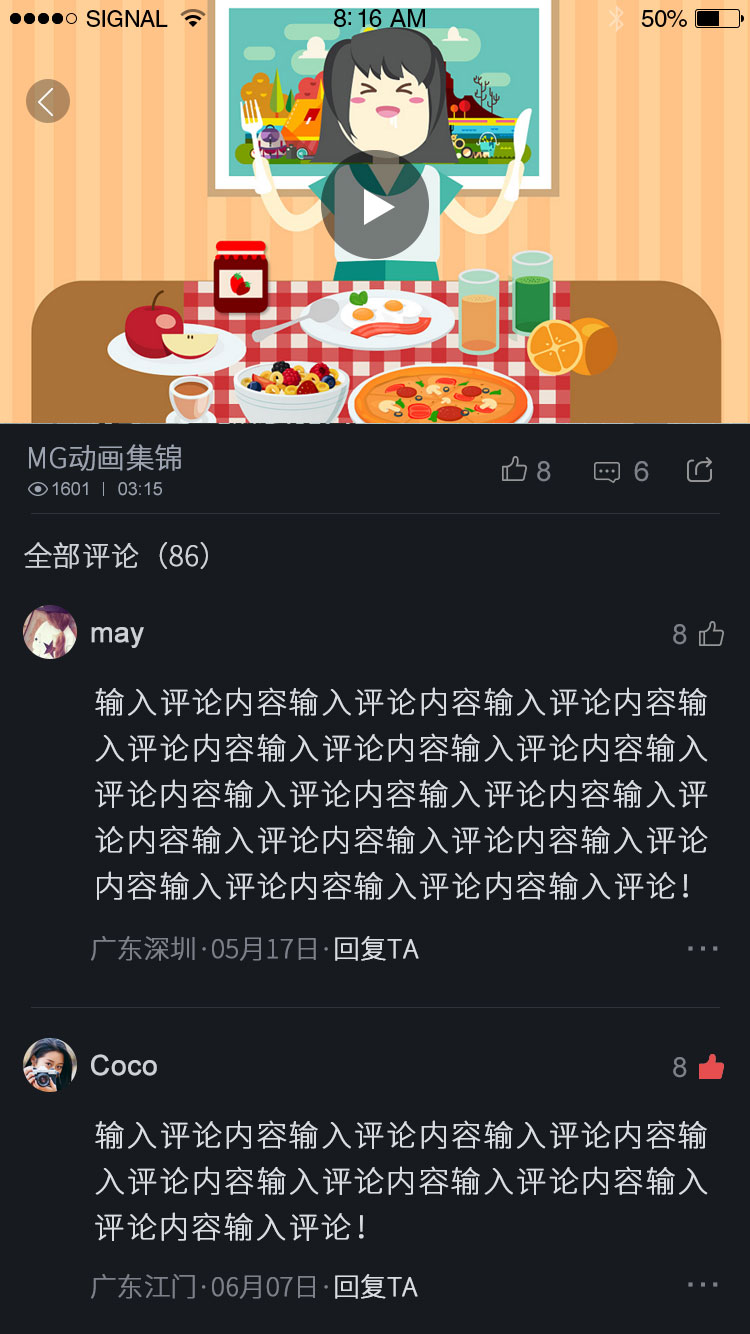 SIGNAL 8:16 AM 50%
MG动画集锦
8 6
1601 | 03:15
全部评论（86）
may 8
输入评论内容输入评论内容输入评论内容输
入评论内容输入评论内容输入评论内容输入
评论内容输入评论内容输入评论内容输入评
论内容输入评论内容输入评论内容输入评论
内容输入评论内容输入评论内容输入评论！
广东深圳·05月17日·回复TA
Coco 8
输入评论内容输入评论内容输入评论内容输
入评论内容输入评论内容输入评论内容输入
评论内容输入评论！
广东江门·06月07日·回复TA